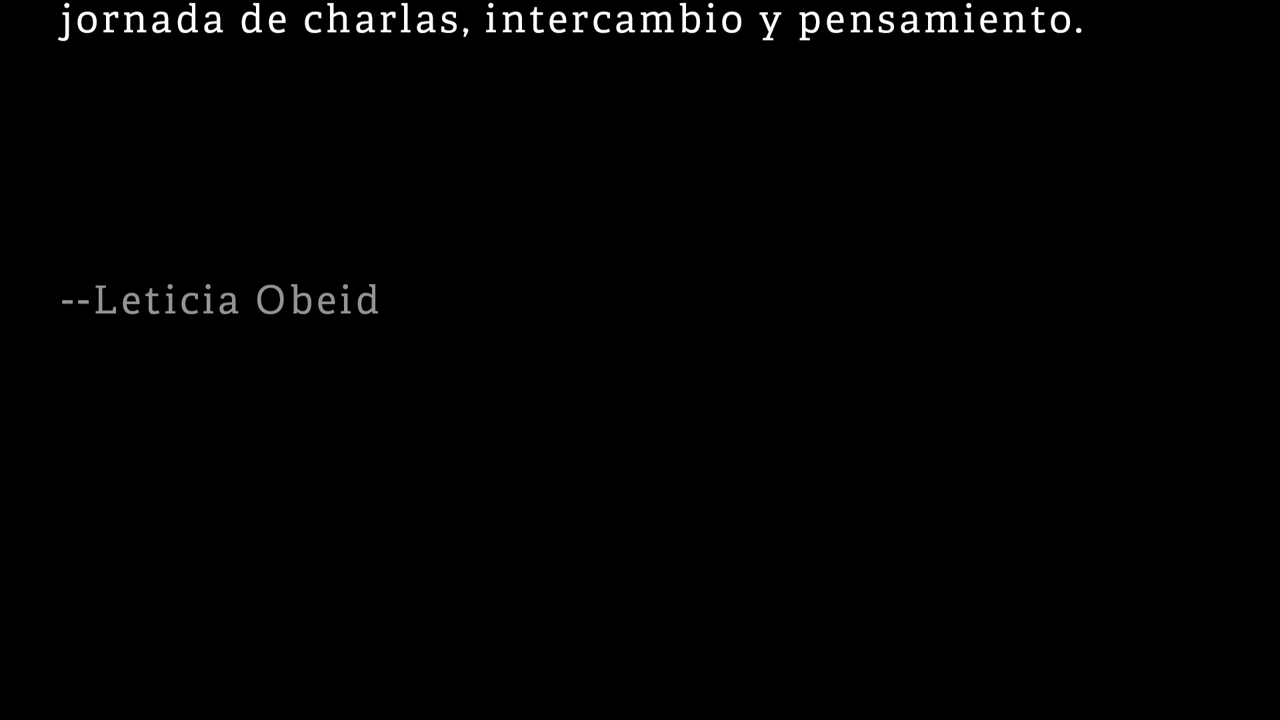 jornada de charlas, intercambio y pensamiento.
--Leticia Obeid